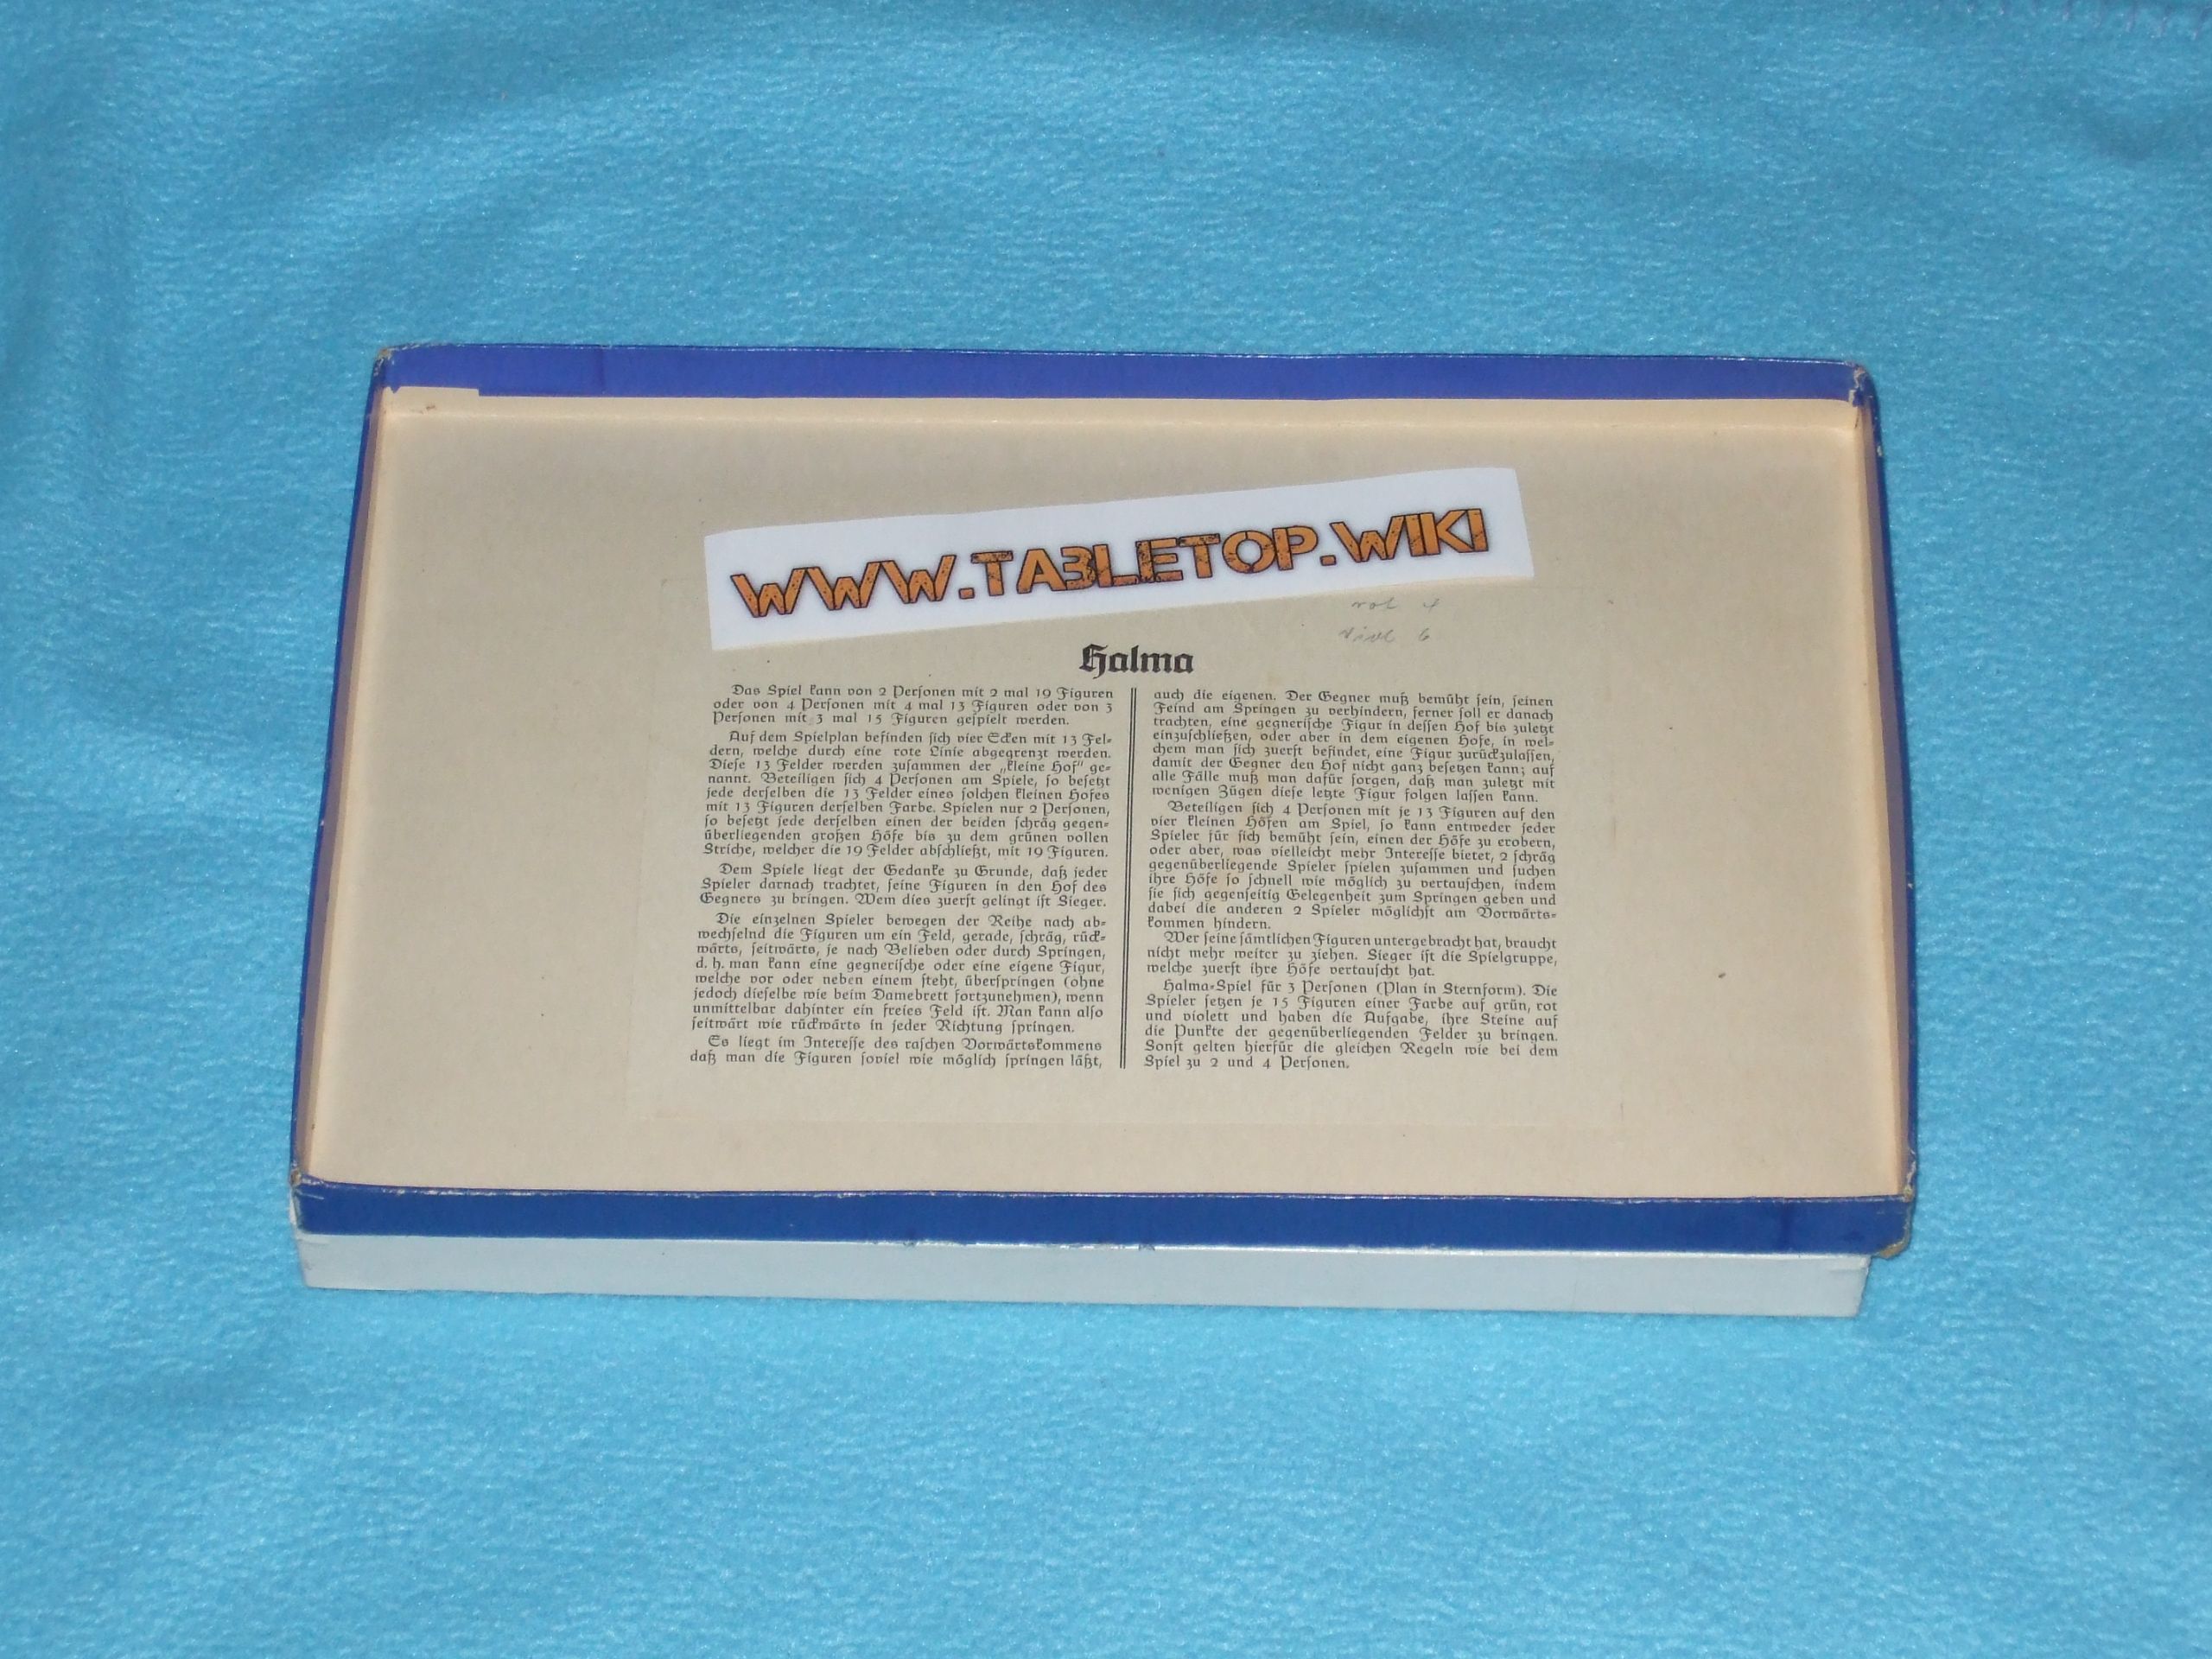 WWW.TABLETOP.WIKI
rot 4
viol 6
Halma
Das Spiel kann von 2 Perſonen mit 2 mal 19 Figuren
oder von 4 Perſonen mit 4 mal 13 Figuren oder von 3
Perſonen mit 3 mal 15 Figuren geſpielt werden.
Auf dem Spielplan befinden ſich vier Ecken mit 13 Fel-
dern, welche durch eine rote Linie abgegrenzt werden.
Dieſe 13 Felder werden zuſammen der „kleine Hof“ ge-
nannt. Beteiligen ſich 4 Perſonen am Spiele, ſo beſetzt
jede derſelben die 13 Felder eines ſolchen kleinen Hofes
mit 13 Figuren derſelben Farbe. Spielen nur 2 Perſonen,
ſo beſetzt jede derſelben einen der beiden ſchräg gegen-
überliegenden großen Höfe bis zu dem grünen vollen
Striche, welcher die 19 Felder abſchließt, mit 19 Figuren.
Dem Spiele liegt der Gedanke zu Grunde, daß jeder
Spieler darnach trachtet, ſeine Figuren in den Hof des
Gegners zu bringen. Wem dies zuerſt gelingt iſt Sieger.
Die einzelnen Spieler bewegen der Reihe nach ab-
wechſelnd die Figuren um ein Feld, gerade, ſchräg, rück-
wärts, ſeitwärts, je nach Belieben oder durch Springen,
d. h. man kann eine gegneriſche oder eine eigene Figur,
welche vor oder neben einem ſteht, überſpringen (ohne
jedoch dieſelbe wie beim Damebrett fortzunehmen), wenn
unmittelbar dahinter ein freies Feld iſt. Man kann alſo
ſeitwärt wie rückwärts in jeder Richtung ſpringen.
Es liegt im Intereſſe des raſchen Vorwärtskommens
daß man die Figuren ſoviel wie möglich ſpringen läßt,
auch die eigenen. Der Gegner muß bemüht ſein, ſeinen
Feind am Springen zu verhindern, ferner ſoll er danach
trachten, eine gegneriſche Figur in deſſen Hof bis zuletzt
einzuſchließen, oder aber in dem eigenen Hofe, in wel-
chem man ſich zuerſt befindet, eine Figur zurückzulaſſen,
damit der Gegner den Hof nicht ganz beſetzen kann; auf
alle Fälle muß man dafür ſorgen, daß man zuletzt mit
wenigen Zügen dieſe letzte Figur folgen laſſen kann.
Beteiligen ſich 4 Perſonen mit je 13 Figuren auf den
vier kleinen Höfen am Spiel, ſo kann entweder jeder
Spieler für ſich bemüht ſein, einen der Höfe zu erobern,
oder aber, was vielleicht mehr Intereſſe bietet, 2 ſchräg
gegenüberliegende Spieler ſpielen zuſammen und ſuchen
ihre Höfe ſo ſchnell wie möglich zu vertauſchen, indem
ſie ſich gegenſeitig Gelegenheit zum Springen geben und
dabei die anderen 2 Spieler möglichſt am Vorwärts-
kommen hindern.
Wer ſeine ſämtlichen Figuren untergebracht hat, braucht
nicht mehr weiter zu ziehen. Sieger iſt die Spielgruppe,
welche zuerſt ihre Höfe vertauſcht hat.
Halma-Spiel für 3 Perſonen (Plan in Sternform). Die
Spieler ſetzen je 15 Figuren einer Farbe auf grün, rot
und violett und haben die Aufgabe, ihre Steine auf
die Punkte der gegenüberliegenden Felder zu bringen.
Sonſt gelten hierfür die gleichen Regeln wie bei dem
Spiel zu 2 und 4 Perſonen.